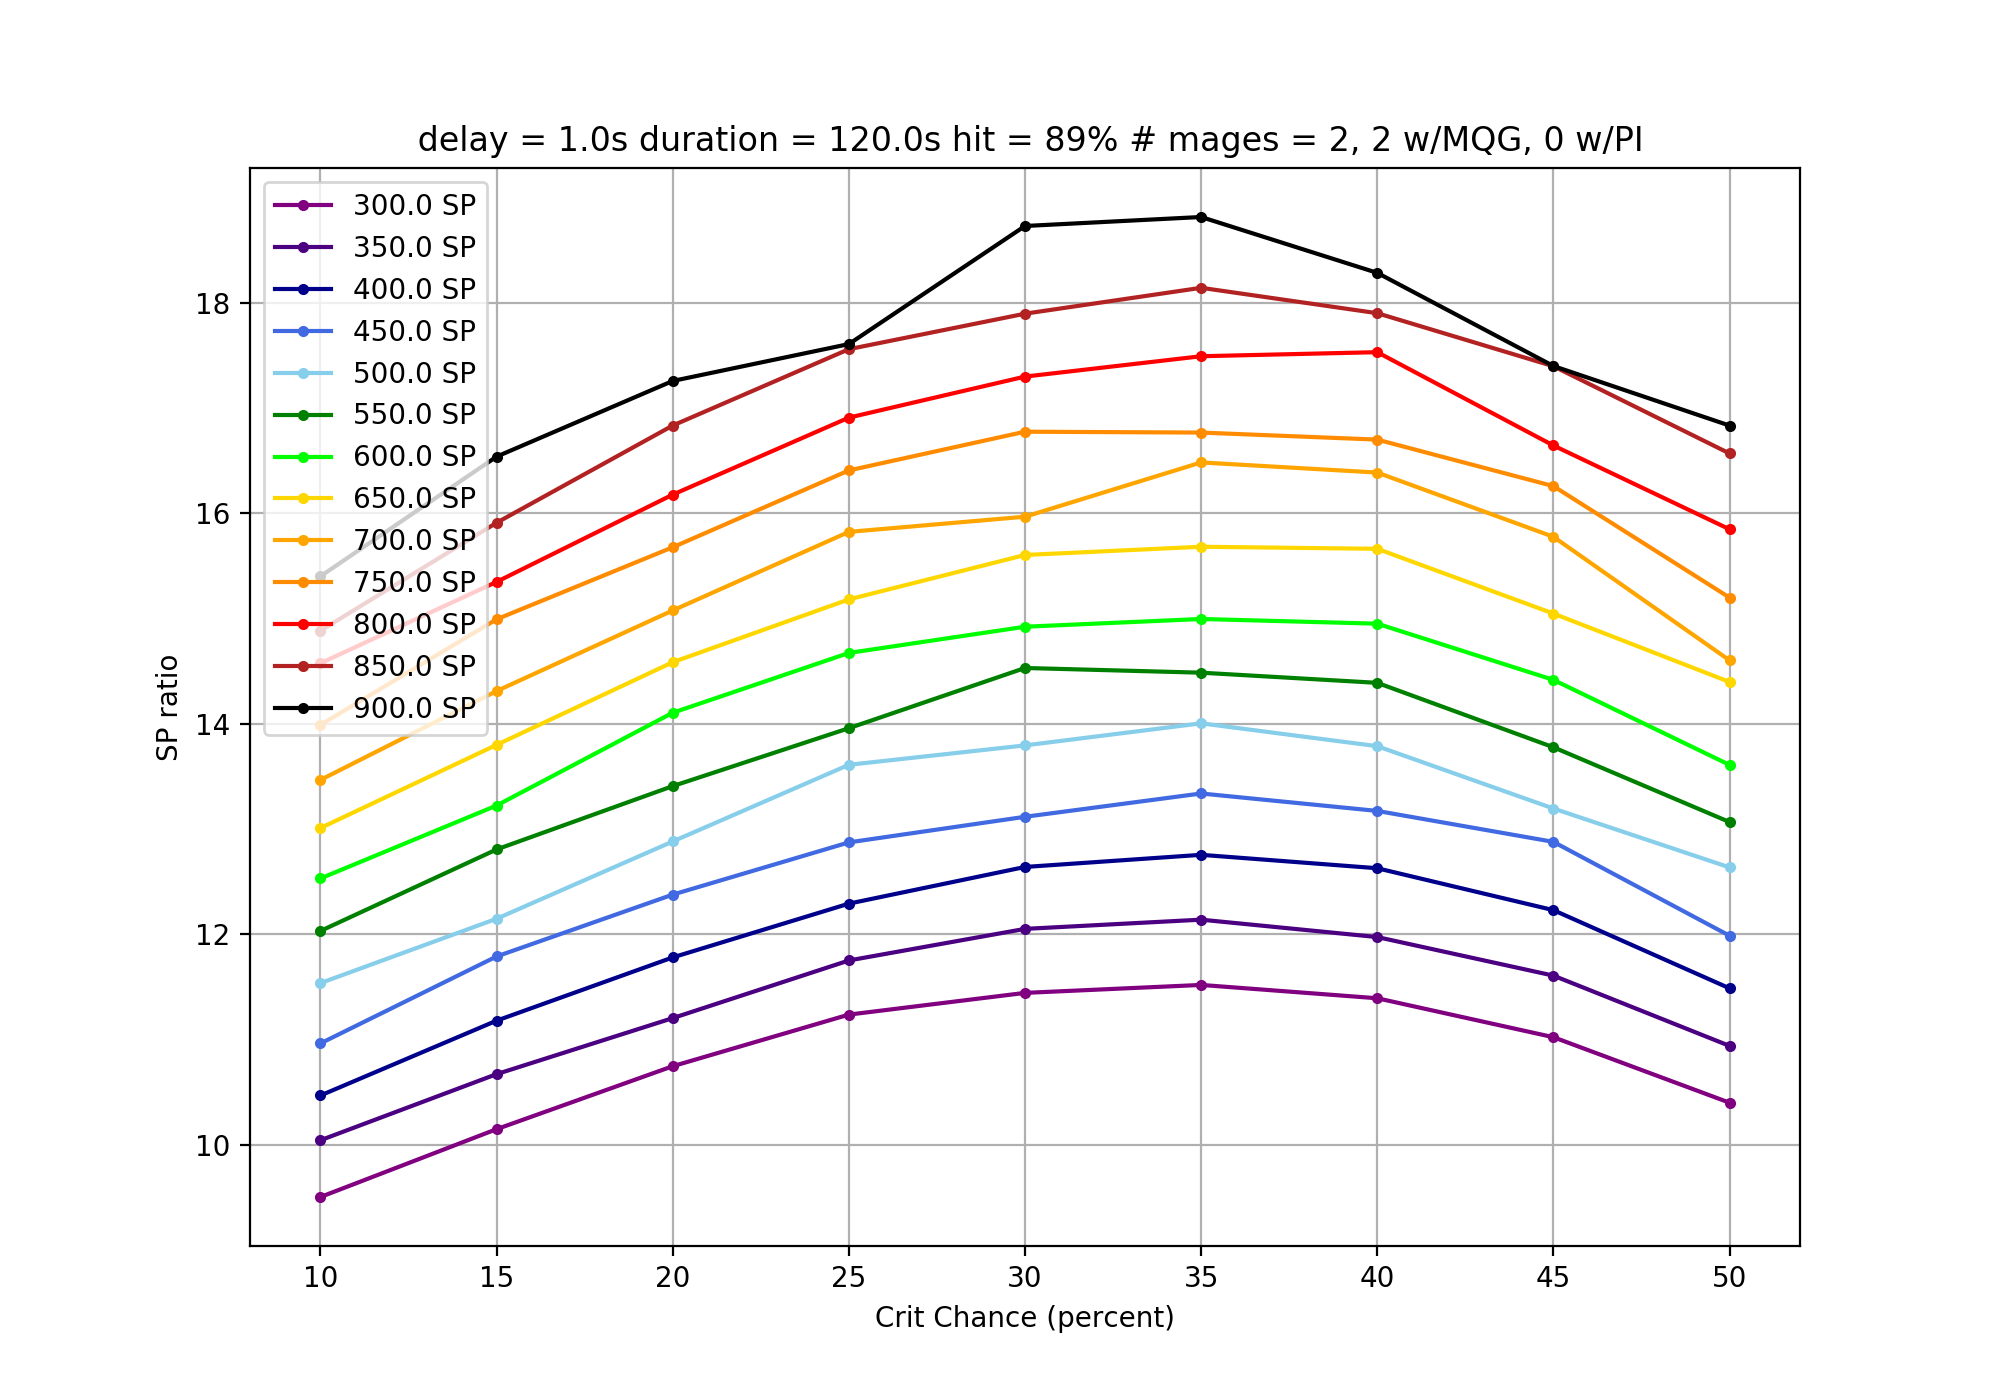 delay = 1.0s duration = 120.0s hit = 89% # mages = 2, 2 w/MQG, 0 w/PI
300.0 SP
350.0 SP
400.0 SP
450.0 SP
500.0 SP
550.0 SP
600.0 SP
650.0 SP
700.0 SP
750.0 SP
800.0 SP
850.0 SP
900.0 SP
18
16
14
12
10
SP ratio
10 15 20 25 30 35 40 45 50
Crit Chance (percent)